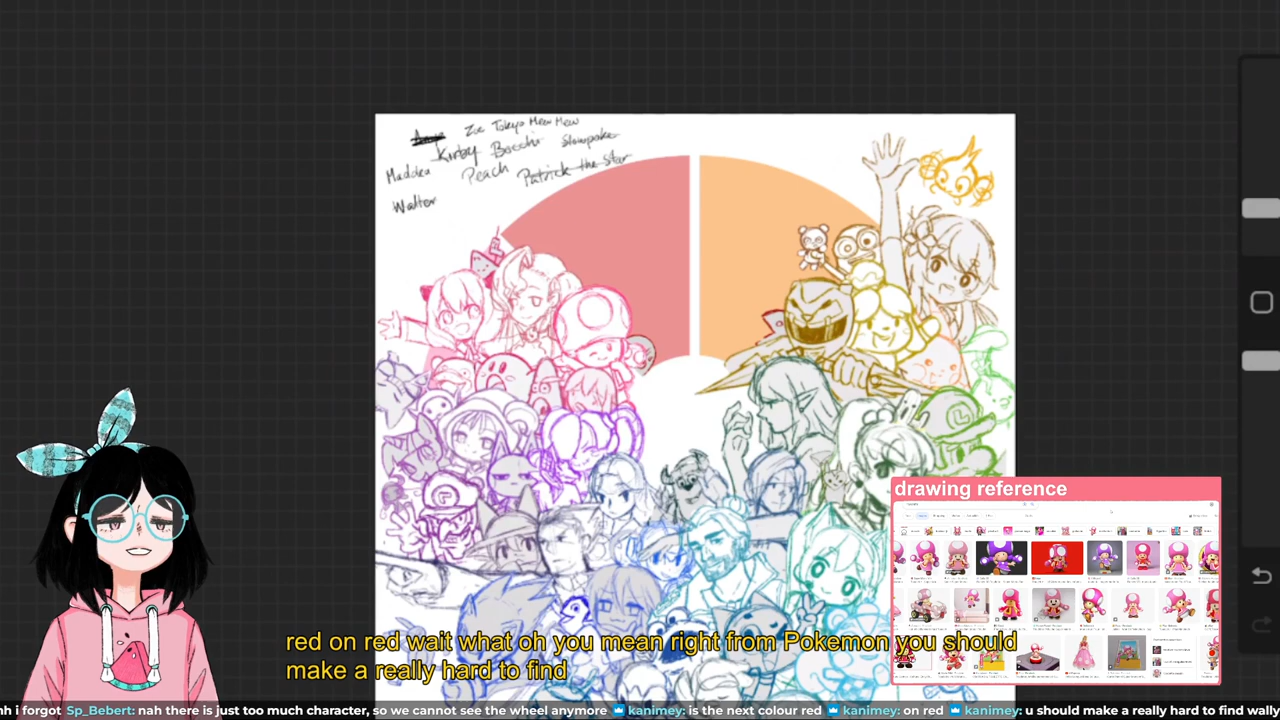 Zoe Tokyo Mew Mew
Kirby Bocchi Slowpoke
Maddea Peach Patrick the Star
Walter
drawing reference
red on red wait what oh you mean right from Pokemon you should
make a really hard to find
hh i forgot Sp_Bebert: nah there is just too much character, so we cannot see the wheel anymore kanimey: is the next colour red kanimey: on red kanimey: u should make a really hard to find wally